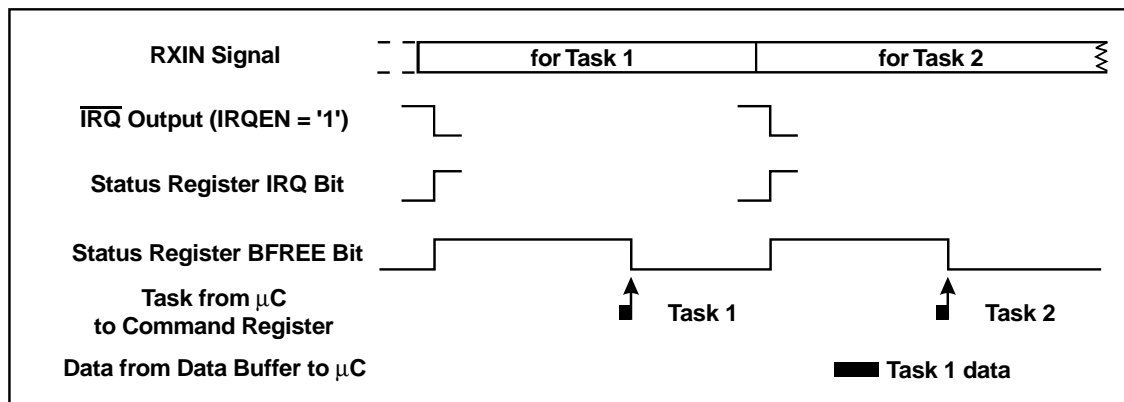 RXIN Signal
for Task 1
for Task 2
IRQ Output (IRQEN = '1')
Status Register IRQ Bit
Status Register BFREE Bit
Task from μC
to Command Register
Task 1
Task 2
Data from Data Buffer to μC
Task 1 data